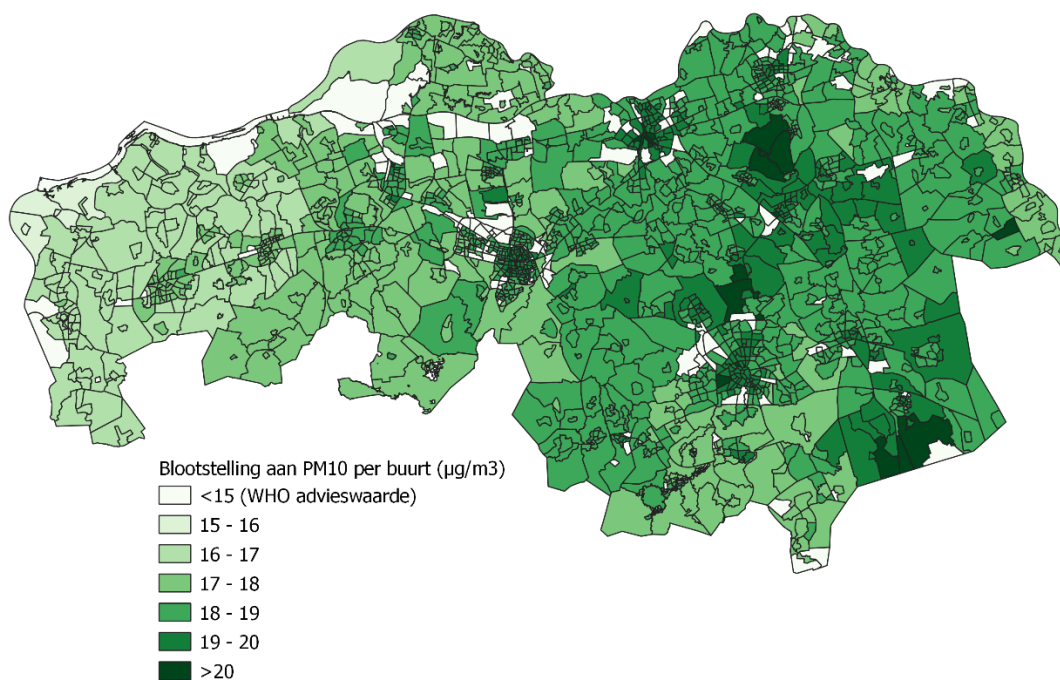 Blootstelling aan PM10 per buurt (µg/m3)
<15 (WHO advieswaarde)
15 - 16
16 - 17
17 - 18
18 - 19
19 - 20
>20